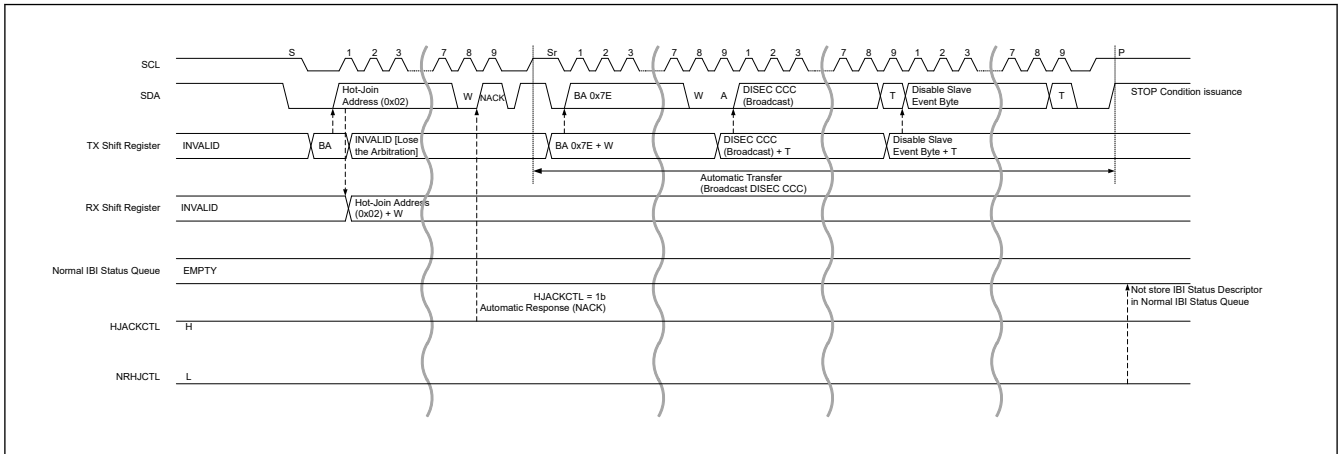 S 1 2 3 7 8 9 Sr 1 2 3 7 8 9 1 2 3 7 8 9 1 2 3 7 8 9 P
SCL
SDA
Hot-Join
Address (0x02)
W
NACK
BA 0x7E
W
A
DISEC CCC
(Broadcast)
T
Disable Slave
Event Byte
T
STOP Condition issuance
TX Shift Register
INVALID
BA
INVALID [Lose
the Arbitration]
BA 0x7E + W
DISEC CCC
(Broadcast) + T
Disable Slave
Event Byte + T
Automatic Transfer
(Broadcast DISEC CCC)
RX Shift Register
INVALID
Hot-Join Address
(0x02) + W
Normal IBI Status Queue
EMPTY
Not store IBI Status Descriptor
in Normal IBI Status Queue
HJACKCTL = 1b
Automatic Response (NACK)
HJACKCTL
H
NRHJCTL
L